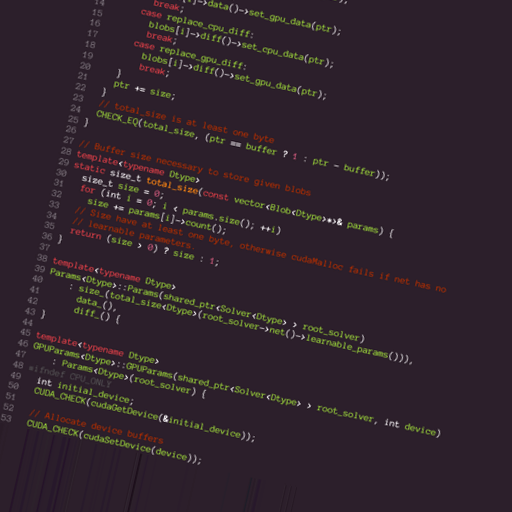 i]->data()->set_gpu_data(ptr);
14 break;
15 case replace_cpu_diff:
16 blobs[i]->diff()->set_cpu_data(ptr);
17 break;
18 case replace_gpu_diff:
19 blobs[i]->diff()->set_gpu_data(ptr);
20 break;
21 }
22 ptr += size;
23 }
24 // total_size is at least one byte
25 CHECK_EQ(total_size, (ptr == buffer ? 1 : ptr - buffer));
26 }
27
28 // Buffer size necessary to store given blobs
29 template<typename Dtype>
30 static size_t total_size(const vector<Blob<Dtype>*>& params) {
31 size_t size = 0;
32 for (int i = 0; i < params.size(); ++i)
33 size += params[i]->count();
34 // Size have at least one byte, otherwise cudaMalloc fails if net has no
35 // learnable parameters.
36 return (size > 0) ? size : 1;
37 }
38
39 template<typename Dtype>
40 Params<Dtype>::Params(shared_ptr<Solver<Dtype> > root_solver)
41 : size_(total_size<Dtype>(root_solver->net()->learnable_params())),
42 data_(),
43 diff_() {
44 }
45
46 template<typename Dtype>
47 GPUParams<Dtype>::GPUParams(shared_ptr<Solver<Dtype> > root_solver, int device)
48 : Params<Dtype>(root_solver) {
49 #ifndef CPU_ONLY
50 int initial_device;
51 CUDA_CHECK(cudaGetDevice(&initial_device));
52
53 // Allocate device buffers
CUDA_CHECK(cudaSetDevice(device));